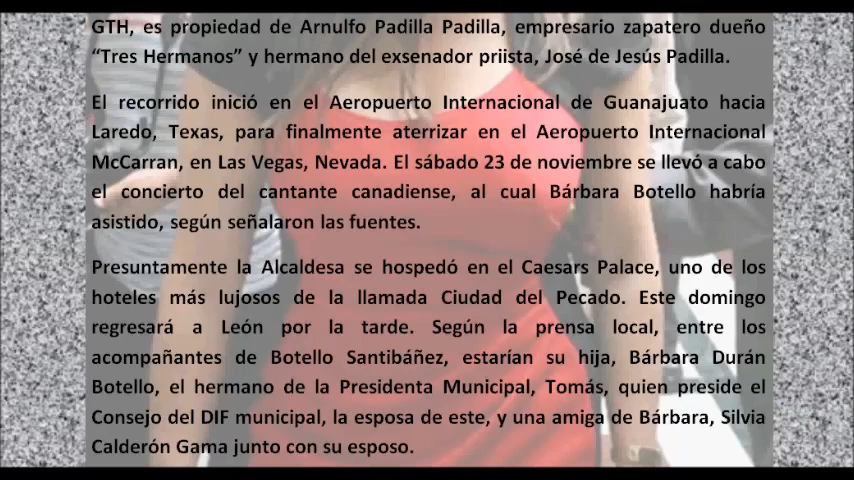 GTH, es propiedad de Arnulfo Padilla Padilla, empresario zapatero dueño
“Tres Hermanos” y hermano del exsenador priista, José de Jesús Padilla.
El recorrido inició en el Aeropuerto Internacional de Guanajuato hacia
Laredo, Texas, para finalmente aterrizar en el Aeropuerto Internacional
McCarran, en Las Vegas, Nevada. El sábado 23 de noviembre se llevó a cabo
el concierto del cantante canadiense, al cual Bárbara Botello habría
asistido, según señalaron las fuentes.
Presuntamente la Alcaldesa se hospedó en el Caesars Palace, uno de los
hoteles más lujosos de la llamada Ciudad del Pecado. Este domingo
regresará a León por la tarde. Según la prensa local, entre los
acompañantes de Botello Santibáñez, estarían su hija, Bárbara Durán
Botello, el hermano de la Presidenta Municipal, Tomás, quien preside el
Consejo del DIF municipal, la esposa de este, y una amiga de Bárbara, Silvia
Calderón Gama junto con su esposo.